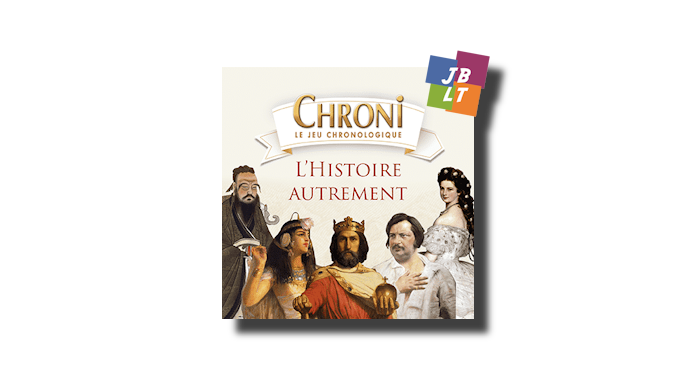 JB
LT
CHRONI
LE JEU CHRONOLOGIQUE
L'HISTOIRE
AUTREMENT